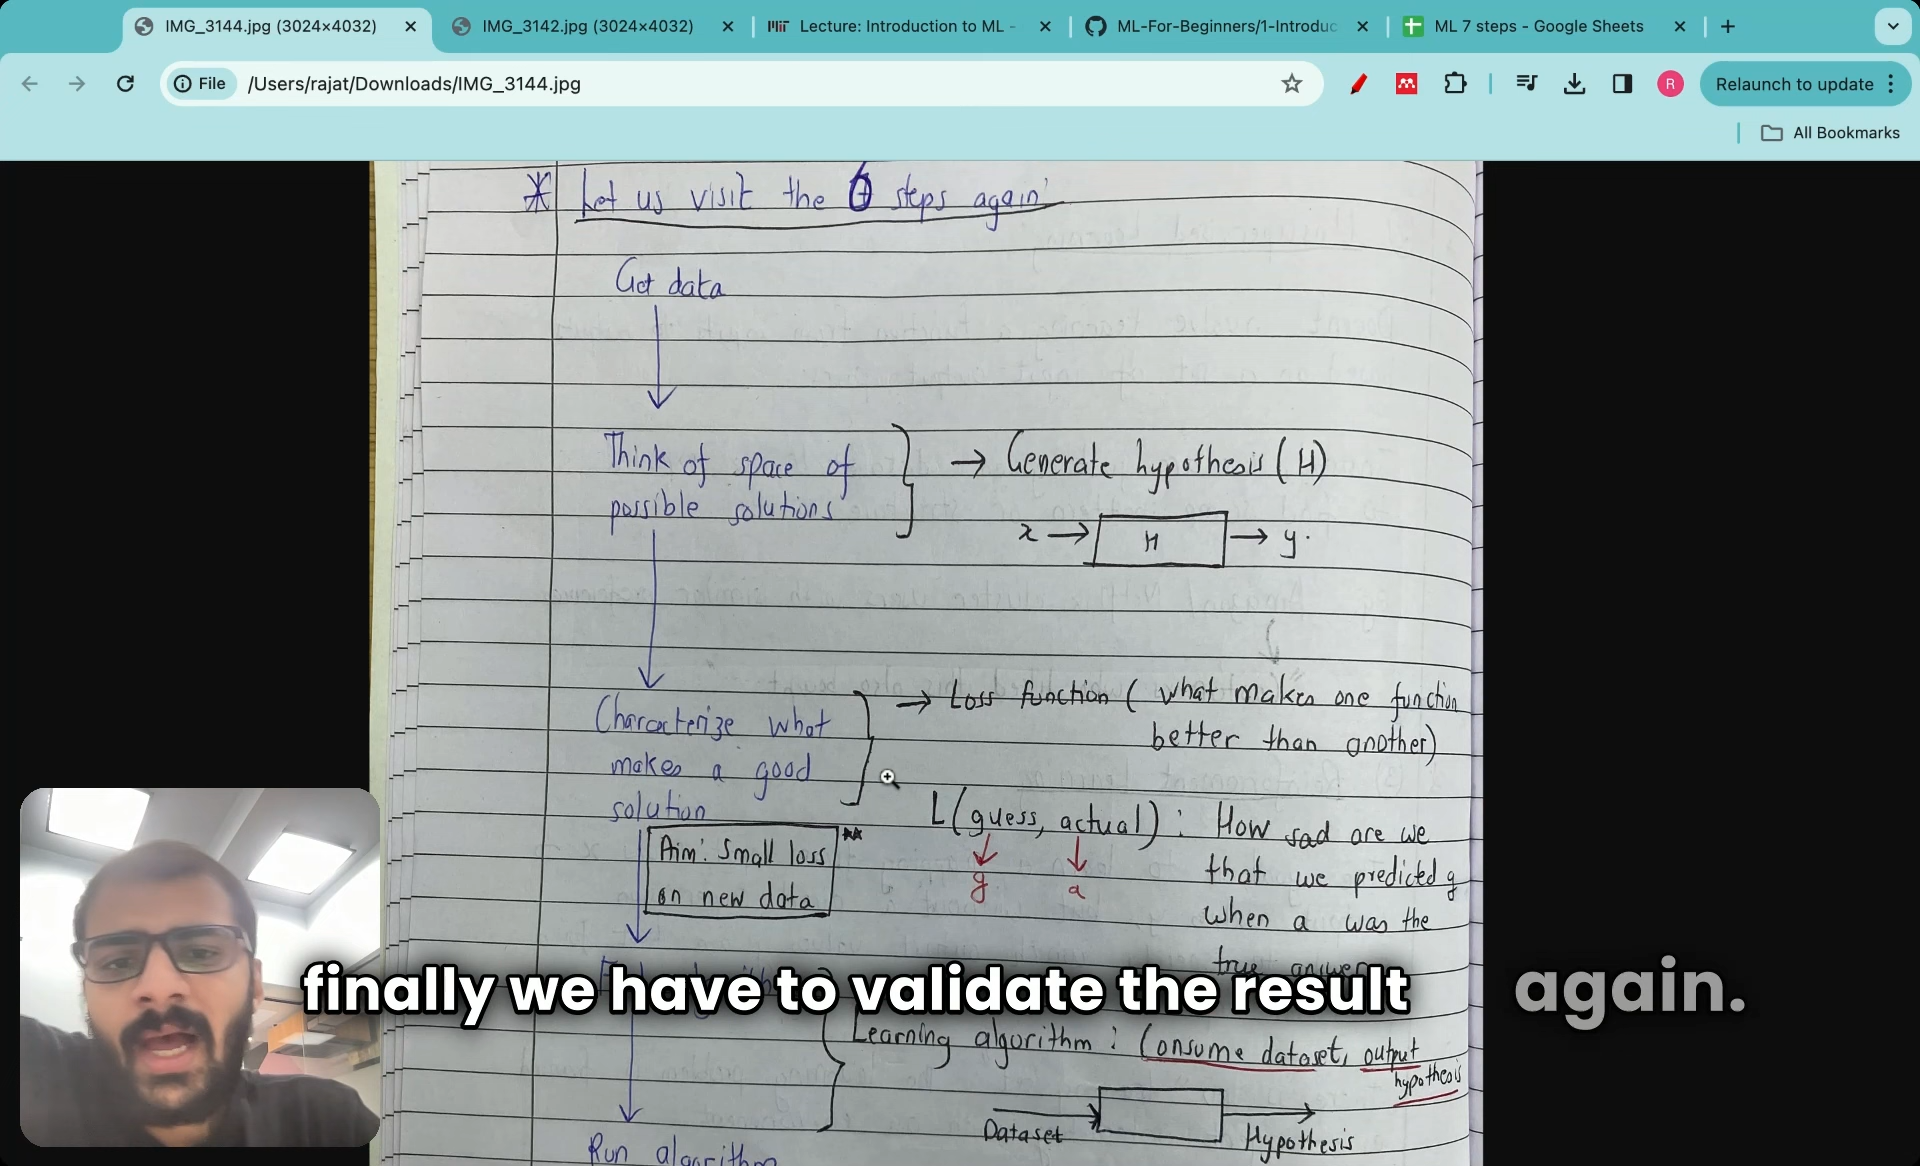 IMG_3144.jpg (3024×4032)
IMG_3142.jpg (3024×4032)
Lecture: Introduction to ML -
ML-For-Beginners/1-Introduc
ML 7 steps - Google Sheets
File
/Users/rajat/Downloads/IMG_3144.jpg
R
Relaunch to update
All Bookmarks
Let us visit the 6 steps again
Get data
Think of space of
possible solutions
→ Generate hypothesis (H)
x → H → y.
Characterize what
makes a good
solution
→ Loss function ( what makes one function
better than another)
Aim: Small loss
on new data
L(guess, actual) : How sad are we
that we predicted g
when a was the
true answer
g
a
finally we have to validate the result again.
Learning algorithm : Consume dataset, output
hypothesis
Dataset
Hypothesis
Run algorithm